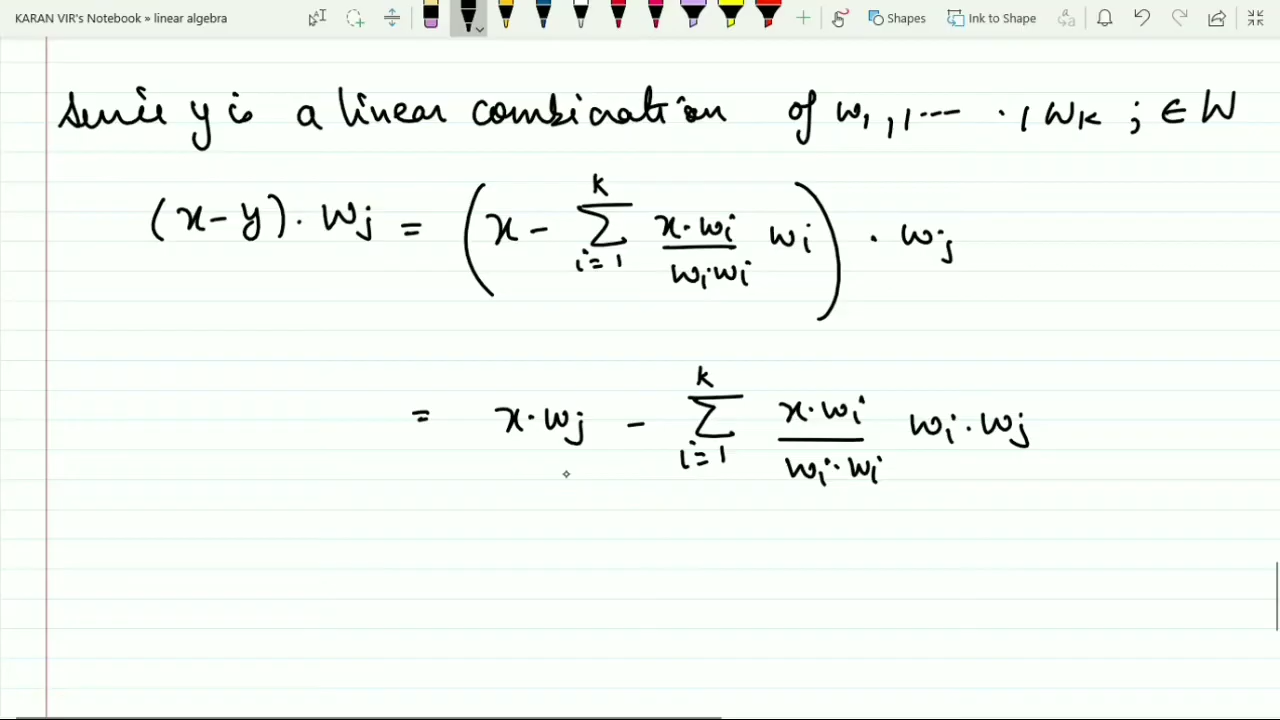 KARAN VIR's Notebook » linear algebra Shapes Ink to Shape
Since y is a linear combination of w₁, , ... . , wₖ ; ∈ W
(x - y) · wⱼ = (x - ∑ᵢ₌₁ᵏ (x · wᵢ)/(wᵢ wᵢ) wᵢ) · wⱼ
= x · wⱼ - ∑ᵢ₌₁ᵏ (x · wᵢ)/(wᵢ · wᵢ) wᵢ · wⱼ